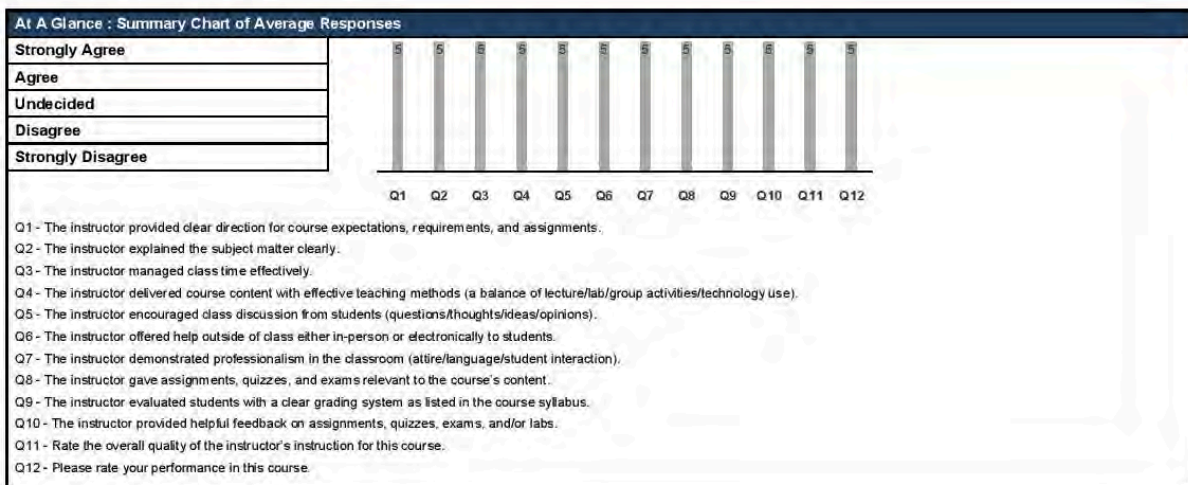 At A Glance : Summary Chart of Average Responses
Strongly Agree
5 5 5 5 5 5 5 5 5 5 5 5
Agree
Undecided
Disagree
Strongly Disagree
Q1 Q2 Q3 Q4 Q5 Q6 Q7 Q8 Q9 Q10 Q11 Q12
Q1 - The instructor provided clear direction for course expectations, requirements, and assignments.
Q2 - The instructor explained the subject matter clearly.
Q3 - The instructor managed class time effectively.
Q4 - The instructor delivered course content with effective teaching methods (a balance of lecture/lab/group activities/technology use).
Q5 - The instructor encouraged class discussion from students (questions/thoughts/ideas/opinions).
Q6 - The instructor offered help outside of class either in-person or electronically to students.
Q7 - The instructor demonstrated professionalism in the classroom (attire/language/student interaction).
Q8 - The instructor gave assignments, quizzes, and exams relevant to the course's content.
Q9 - The instructor evaluated students with a clear grading system as listed in the course syllabus.
Q10 - The instructor provided helpful feedback on assignments, quizzes, exams, and/or labs.
Q11 - Rate the overall quality of the instructor's instruction for this course.
Q12 - Please rate your performance in this course.